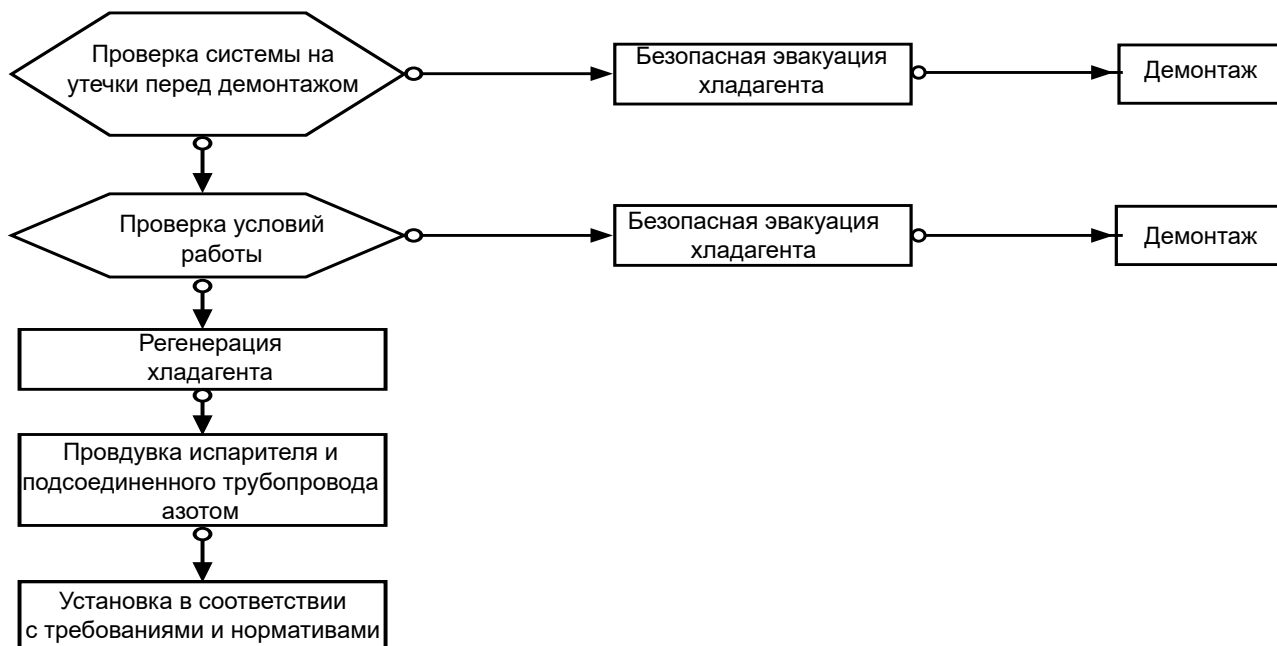 Проверка системы на
утечки перед демонтажом
Безопасная эвакуация
хладагента
Демонтаж
Проверка условий
работы
Безопасная эвакуация
хладагента
Демонтаж
Регенерация
хладагента
Провдувка испарителя и
подсоединенного трубопровода
азотом
Установка в соответствии
с требованиями и нормативами